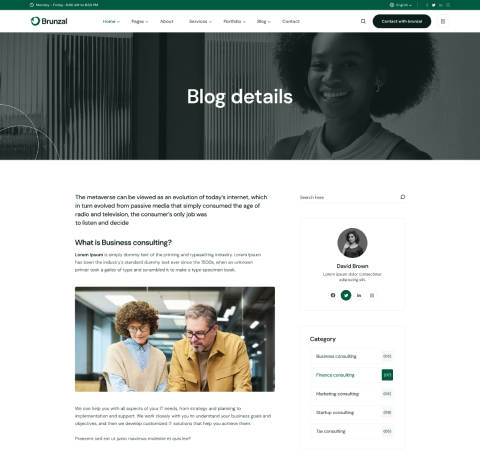 Monday - Friday - 8:00 AM to 8:00 PM
English
Brunzal
Home
Pages
About
Services
Portfolio
Blog
Contact
Contact with brunzal
Blog details
The metaverse can be viewed as an evolution of today's internet, which
in turn evolved from passive media that simply consumed the age of
radio and television, the consumer's only job was
to listen and decide
What is Business consulting?
Lorem Ipsum is simply dummy text of the printing and typesetting industry. Lorem Ipsum
has been the industry's standard dummy text ever since the 1500s, when an unknown
printer took a galley of type and scrambled it to make a type specimen book.
We can help you with all aspects of your IT needs, from strategy and planning to
implementation and support. We work closely with you to understand your business goals and
objectives, and then we develop customized IT solutions that help you achieve them.
Praesent sed est ut justo maximus molestie et quis leo?
Search here
David Brown
Lorem ipsum dolor consectetur
adipiscing elit.
Category
Business consulting
Finance consulting
(07)
Marketing consulting
Startup consulting
Tax consulting